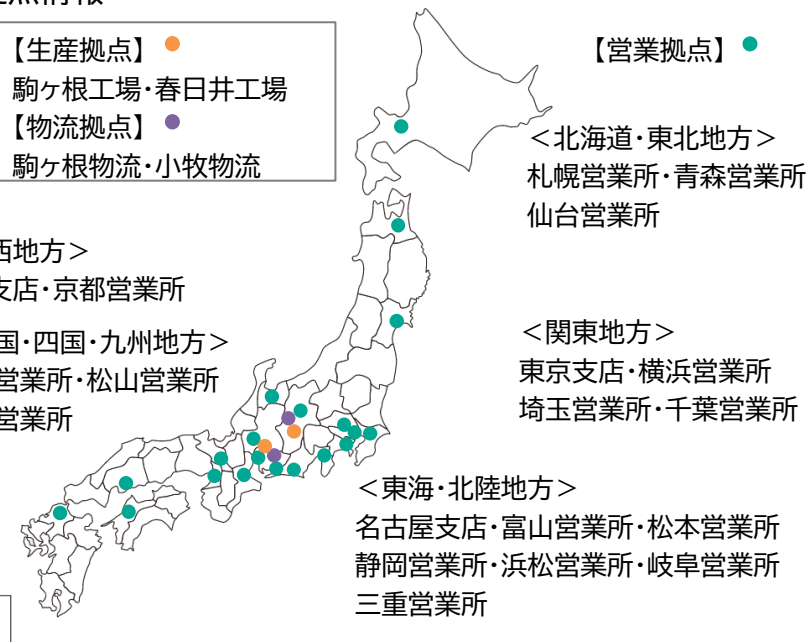 【生産拠点】
駒ヶ根工場・春日井工場
【物流拠点】
駒ヶ根物流・小牧物流
【営業拠点】
＜北海道・東北地方＞
札幌営業所・青森営業所
仙台営業所
西地方＞
支店・京都営業所
国・四国・九州地方＞
営業所・松山営業所
営業所
＜関東地方＞
東京支店・横浜営業所
埼玉営業所・千葉営業所
＜東海・北陸地方＞
名古屋支店・富山営業所・松本営業所
静岡営業所・浜松営業所・岐阜営業所
三重営業所